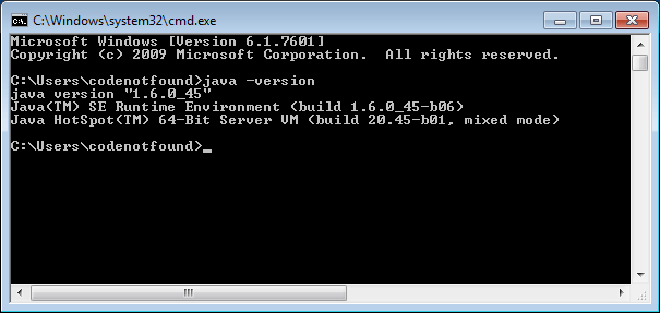 C:\Windows\system32\cmd.exe
Microsoft Windows [Version 6.1.7601]
Copyright (c) 2009 Microsoft Corporation.  All rights reserved.
C:\Users\codenotfound>java -version
java version "1.6.0_45"
Java(TM) SE Runtime Environment (build 1.6.0_45-b06)
Java HotSpot(TM) 64-Bit Server VM (build 20.45-b01, mixed mode)
C:\Users\codenotfound>_